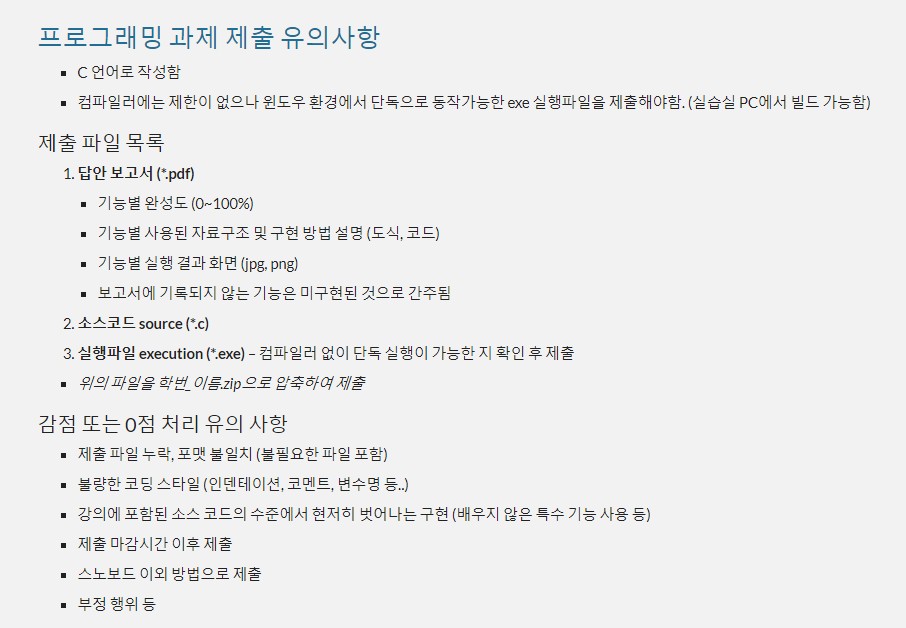 프로그래밍 과제 제출 유의사항
▪ C 언어로 작성함
▪ 컴파일러에는 제한이 없으나 윈도우 환경에서 단독으로 동작가능한 exe 실행파일을 제출해야함. (실습실 PC에서 빌드 가능함)
제출 파일 목록
1. 답안 보고서 (*.pdf)
▪ 기능별 완성도 (0~100%)
▪ 기능별 사용된 자료구조 및 구현 방법 설명 (도식, 코드)
▪ 기능별 실행 결과 화면 (jpg, png)
▪ 보고서에 기록되지 않는 기능은 미구현된 것으로 간주됨
2. 소스코드 source (*.c)
3. 실행파일 execution (*.exe) – 컴파일러 없이 단독 실행이 가능한 지 확인 후 제출
▪ 위의 파일을 학번_이름.zip으로 압축하여 제출
감점 또는 0점 처리 유의 사항
▪ 제출 파일 누락, 포맷 불일치 (불필요한 파일 포함)
▪ 불량한 코딩 스타일 (인덴테이션, 코멘트, 변수명 등..)
▪ 강의에 포함된 소스 코드의 수준에서 현저히 벗어나는 구현 (배우지 않은 특수 기능 사용 등)
▪ 제출 마감시간 이후 제출
▪ 스노보드 이외 방법으로 제출
▪ 부정 행위 등